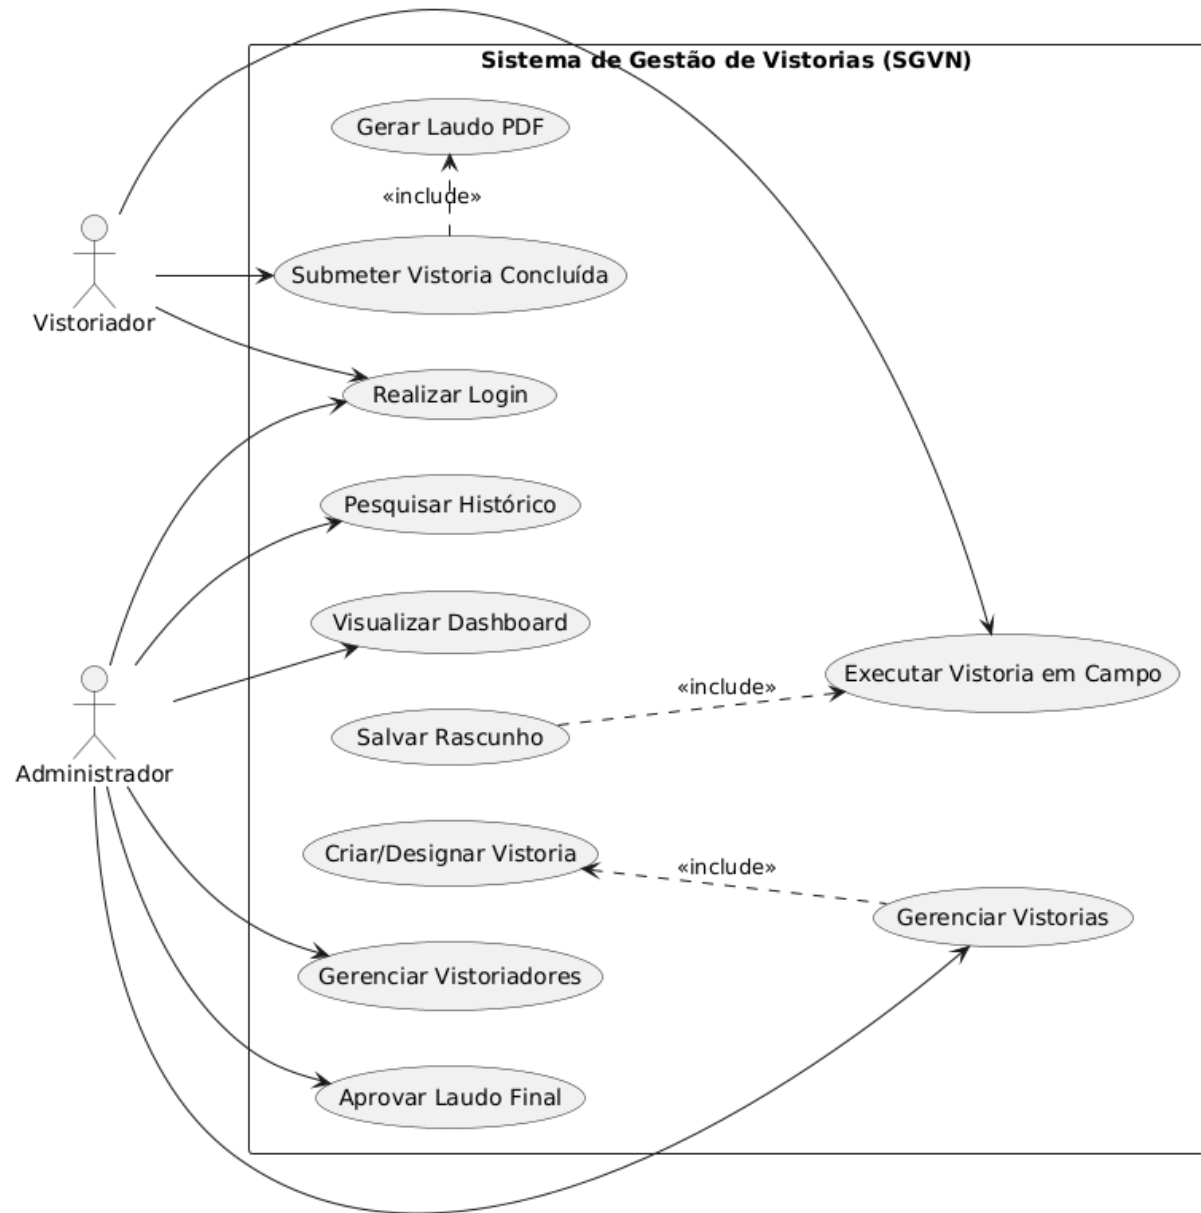 Sistema de Gestão de Vistorias (SGVN)
Gerar Laudo PDF
«include»
Submeter Vistoria Concluída
Vistoriador
Realizar Login
Pesquisar Histórico
Visualizar Dashboard
Executar Vistoria em Campo
«include»
Salvar Rascunho
Administrador
Criar/Designar Vistoria
«include»
Gerenciar Vistorias
Gerenciar Vistoriadores
Aprovar Laudo Final